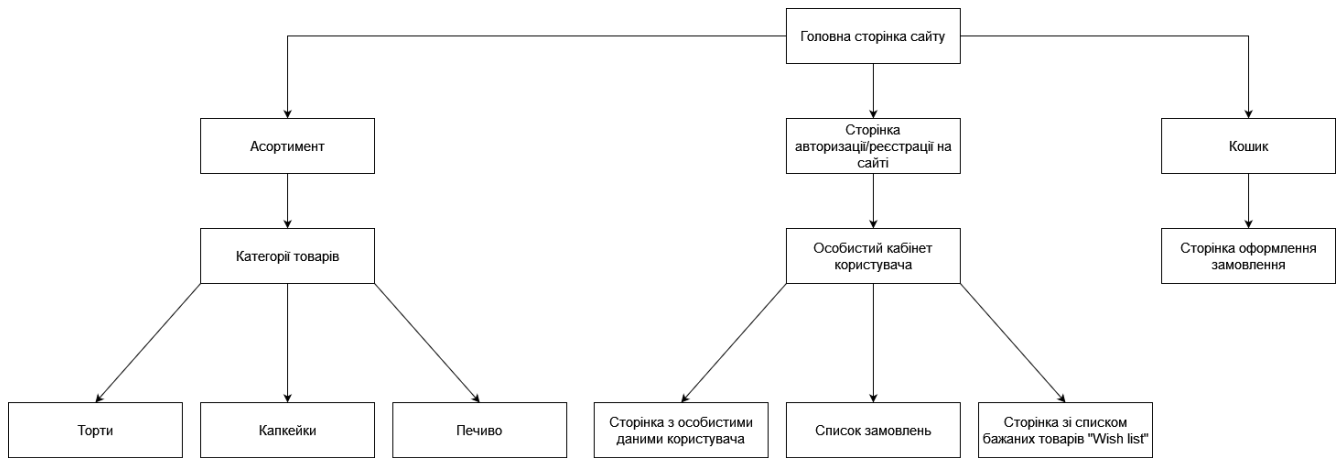 Головна сторінка сайту
Асортимент
Сторінка
авторизації/реєстрації на
сайті
Кошик
Категорії товарів
Особистий кабінет
користувача
Сторінка оформлення
замовлення
Торти
Капкейки
Печиво
Сторінка з особистими
даними користувача
Список замовлень
Сторінка зі списком
бажаних товарів "Wish list"